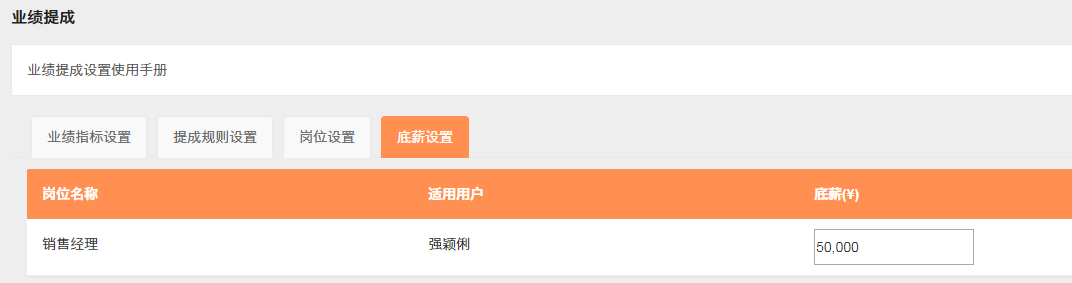 业绩提成
业绩提成设置使用手册
业绩指标设置 提成规则设置 岗位设置 底薪设置
岗位名称 适用用户 底薪(¥)
销售经理 强颖俐 50,000